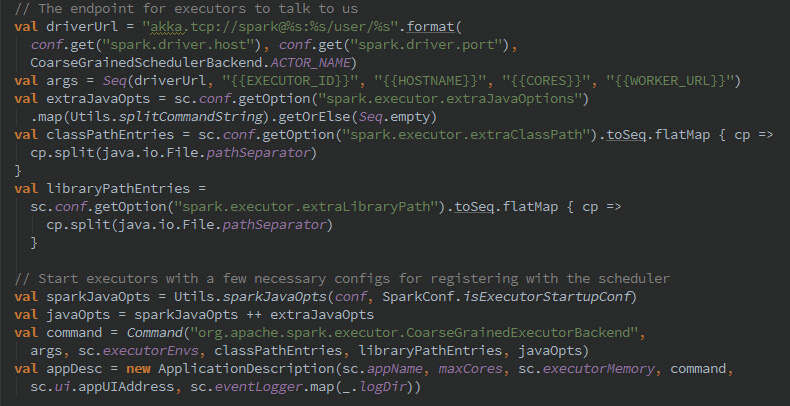 // The endpoint for executors to talk to us
val driverUrl = "akka.tcp://spark@%s:%s/user/%s".format(
conf.get("spark.driver.host"), conf.get("spark.driver.port"),
CoarseGrainedSchedulerBackend.ACTOR_NAME)
val args = Seq(driverUrl, "{{EXECUTOR_ID}}", "{{HOSTNAME}}", "{{CORES}}", "{{WORKER_URL}}")
val extraJavaOpts = sc.conf.getOption("spark.executor.extraJavaOptions")
.map(Utils.splitCommandString).getOrElse(Seq.empty)
val classPathEntries = sc.conf.getOption("spark.executor.extraClassPath").toSeq.flatMap { cp =>
cp.split(java.io.File.pathSeparator)
}
val libraryPathEntries =
sc.conf.getOption("spark.executor.extraLibraryPath").toSeq.flatMap { cp =>
cp.split(java.io.File.pathSeparator)
}
// Start executors with a few necessary configs for registering with the scheduler
val sparkJavaOpts = Utils.sparkJavaOpts(conf, SparkConf.isExecutorStartupConf)
val javaOpts = sparkJavaOpts ++ extraJavaOpts
val command = Command("org.apache.spark.executor.CoarseGrainedExecutorBackend",
args, sc.executorEnvs, classPathEntries, libraryPathEntries, javaOpts)
val appDesc = new ApplicationDescription(sc.appName, maxCores, sc.executorMemory, command,
sc.ui.appUIAddress, sc.eventLogger.map(_.logDir))